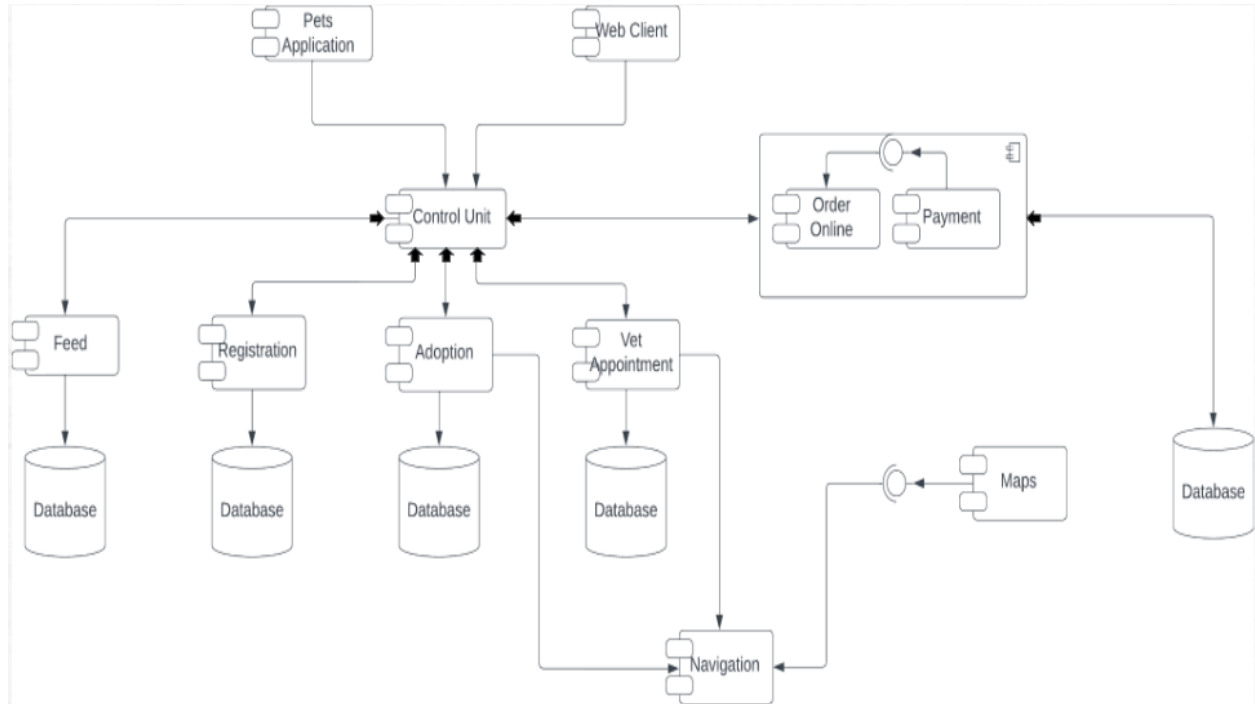 Pets
Application
Web Client
Control Unit
Order
Online
Payment
Feed
Registration
Adoption
Vet
Appointment
Database
Database
Database
Database
Maps
Database
Navigation